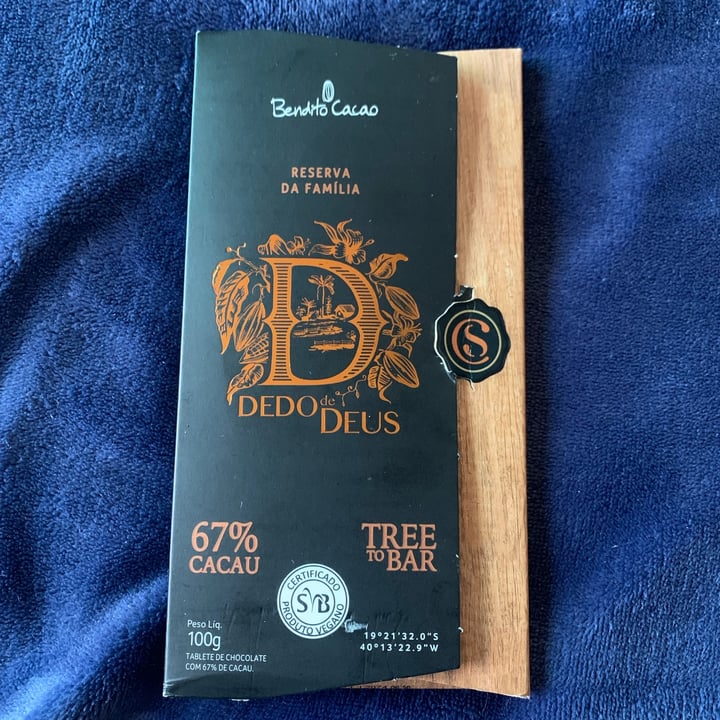 Bendito Cacao
RESERVA
DA FAMÍLIA
D
DEDO de
DEUS
67%
CACAU
TREE
TO BAR
CERTIFICADO
SVB
PRODUTO VEGANO
Peso Líq.
100g
TABLETE DE CHOCOLATE
COM 67% DE CACAU.
19°21'32.0"S
40°13'22.9"W
CS